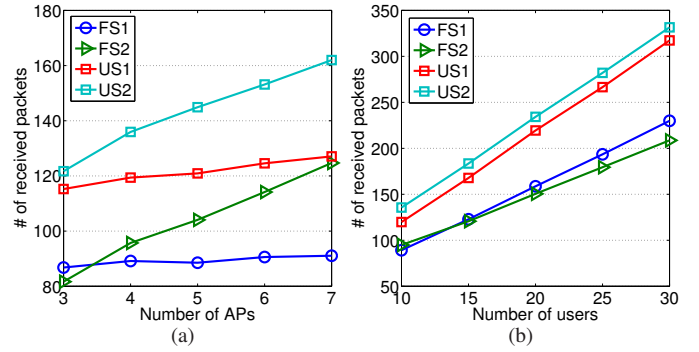 FS1
FS2
US1
US2
# of received packets
180
160
140
120
100
80
3
4
5
6
7
Number of APs
(a)
FS1
FS2
US1
US2
# of received packets
350
300
250
200
150
100
50
10
15
20
25
30
Number of users
(b)